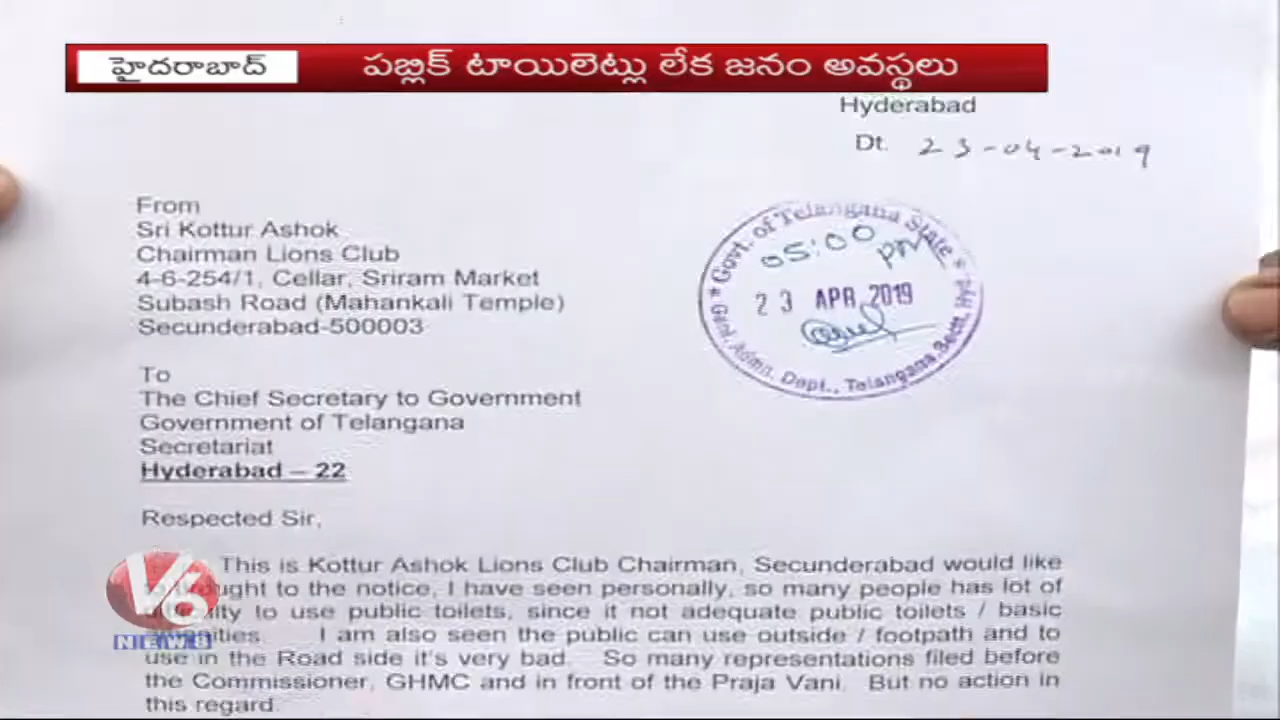 హైదరాబాద్ పబ్లిక్ టాయిలెట్లు లేక జనం అవస్థలు
Hyderabad
Dt. 23-04-2019
From
Sri Kottur Ashok
Chairman Lions Club
4-6-254/1, Cellar, Sriram Market
Subash Road (Mahankali Temple)
Secunderabad-500003
Govt. of Telangana State
05:00 PM
23 APR 2019
Genl. Admn. Dept., Telangana Sectt. Hyd.
To
The Chief Secretary to Government
Government of Telangana
Secretariat
Hyderabad – 22
Respected Sir,
This is Kottur Ashok Lions Club Chairman, Secunderabad would like
to the notice, I have seen personally, so many people has lot of
to use public toilets, since it not adequate public toilets / basic
I am also seen the public can use outside / footpath and to
use in the Road side it's very bad. So many representations filed before
the Commissioner, GHMC and in front of the Praja Vani. But no action in
this regard.
V6
NEWS